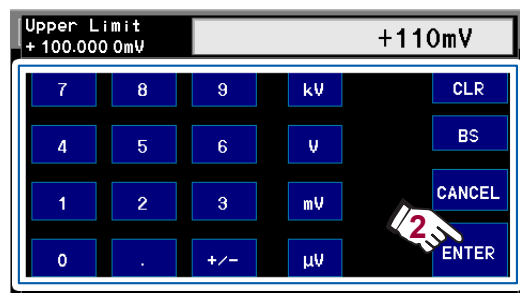 Upper Limit
+ 100.000 0mV
+110mV
7 8 9 kV CLR
4 5 6 V BS
1 2 3 mV CANCEL
2
0 . +/- µV ENTER